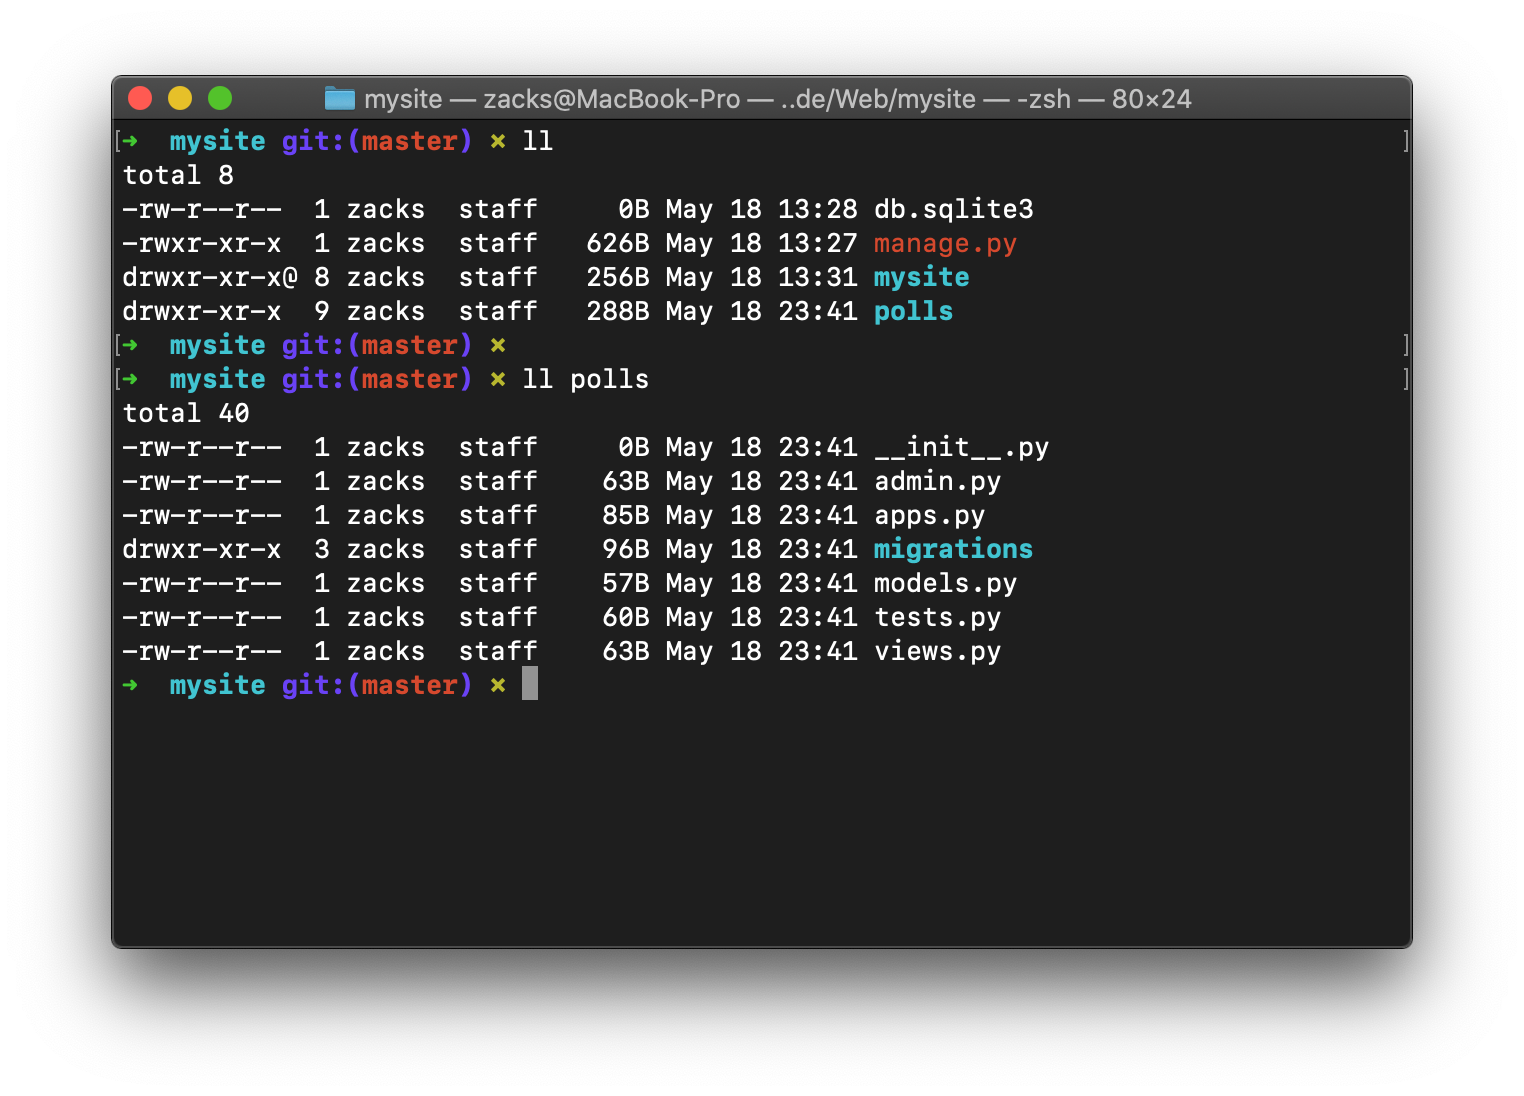 mysite — zacks@MacBook-Pro — ..de/Web/mysite — -zsh — 80×24
[➜  mysite git:(master) ✗ ll ]
total 8
-rw-r--r--  1 zacks  staff     0B May 18 13:28 db.sqlite3
-rwxr-xr-x  1 zacks  staff   626B May 18 13:27 manage.py
drwxr-xr-x@ 8 zacks  staff   256B May 18 13:31 mysite
drwxr-xr-x  9 zacks  staff   288B May 18 23:41 polls
[➜  mysite git:(master) ✗ ]
[➜  mysite git:(master) ✗ ll polls ]
total 40
-rw-r--r--  1 zacks  staff     0B May 18 23:41 __init__.py
-rw-r--r--  1 zacks  staff    63B May 18 23:41 admin.py
-rw-r--r--  1 zacks  staff    85B May 18 23:41 apps.py
drwxr-xr-x  3 zacks  staff    96B May 18 23:41 migrations
-rw-r--r--  1 zacks  staff    57B May 18 23:41 models.py
-rw-r--r--  1 zacks  staff    60B May 18 23:41 tests.py
-rw-r--r--  1 zacks  staff    63B May 18 23:41 views.py
➜  mysite git:(master) ✗